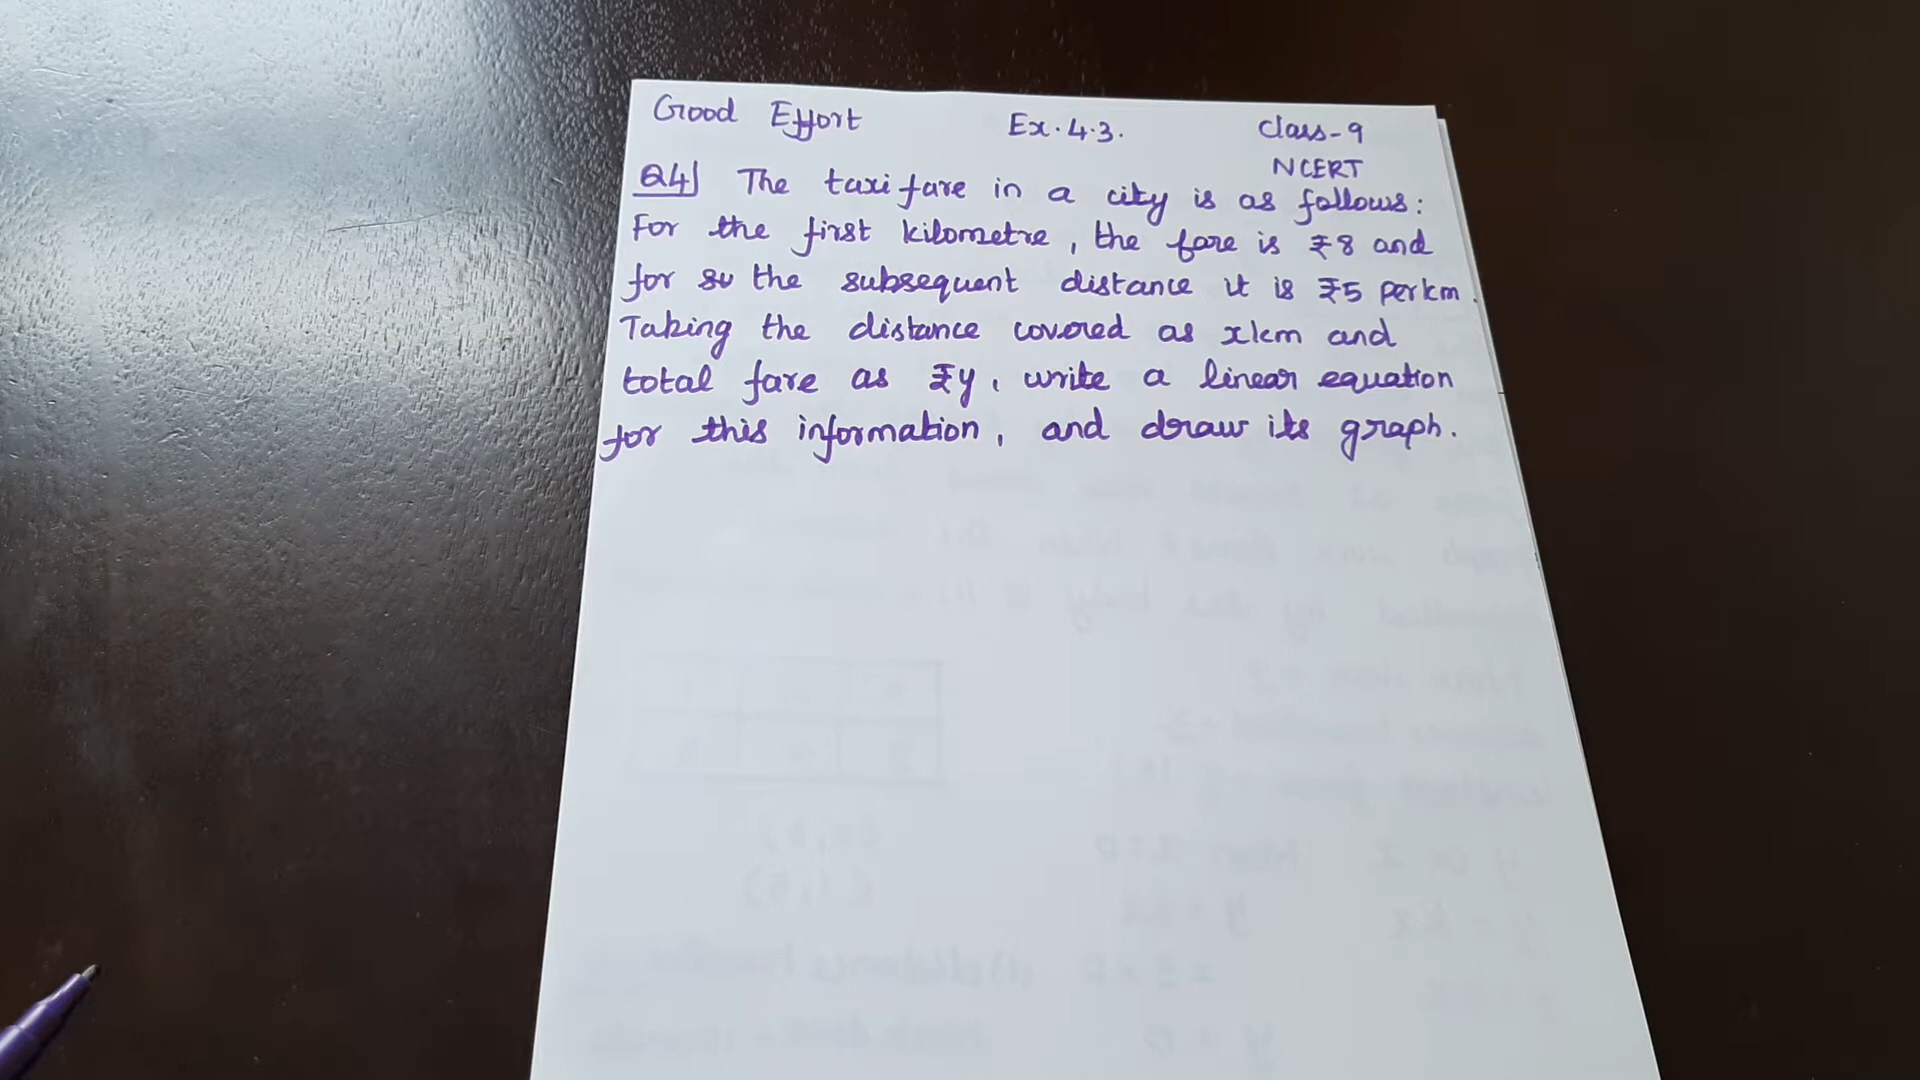 Good Effort Ex. 4.3. Class-9
NCERT
Q4] The taxi fare in a city is as follows:
For the first kilometre, the fare is ₹8 and
for su the subsequent distance it is ₹5 per km.
Taking the distance covered as x km and
total fare as ₹y, write a linear equation
for this information, and draw its graph.